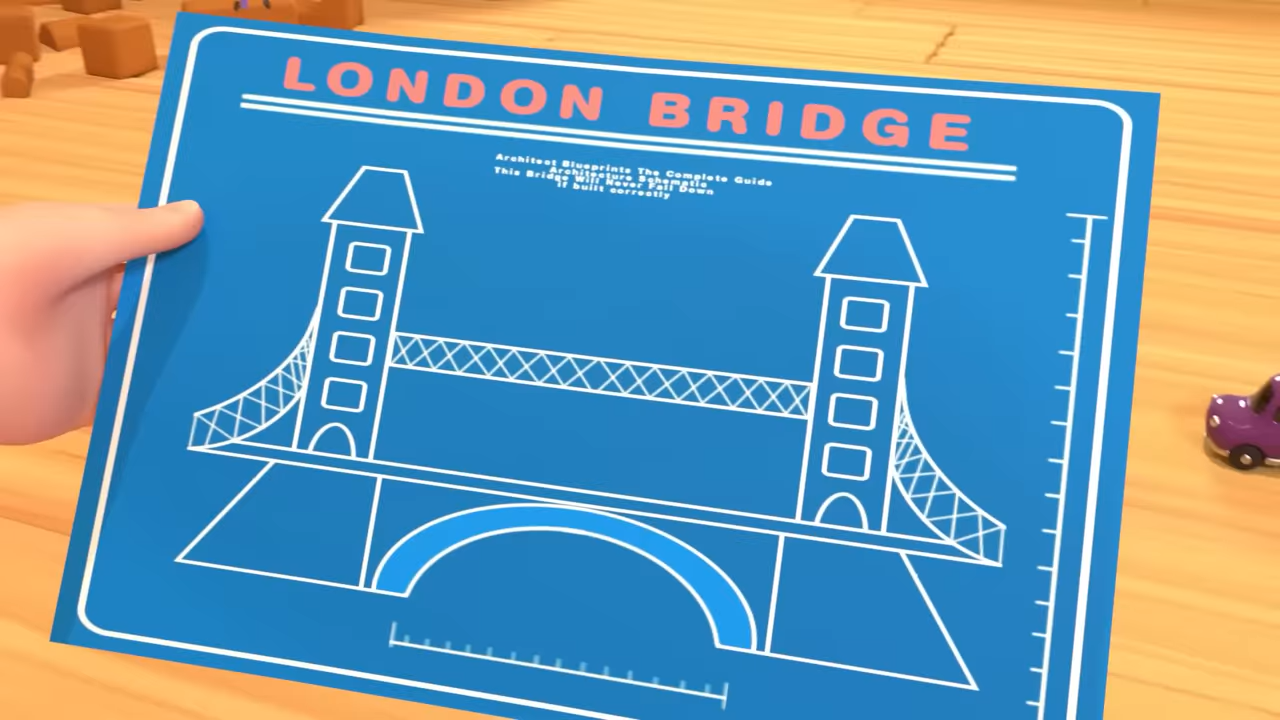 LONDON BRIDGE
Architect Blueprints The Complete Guide
Architecture Schematic
This Bridge Will Never Fall Down
if built correctly